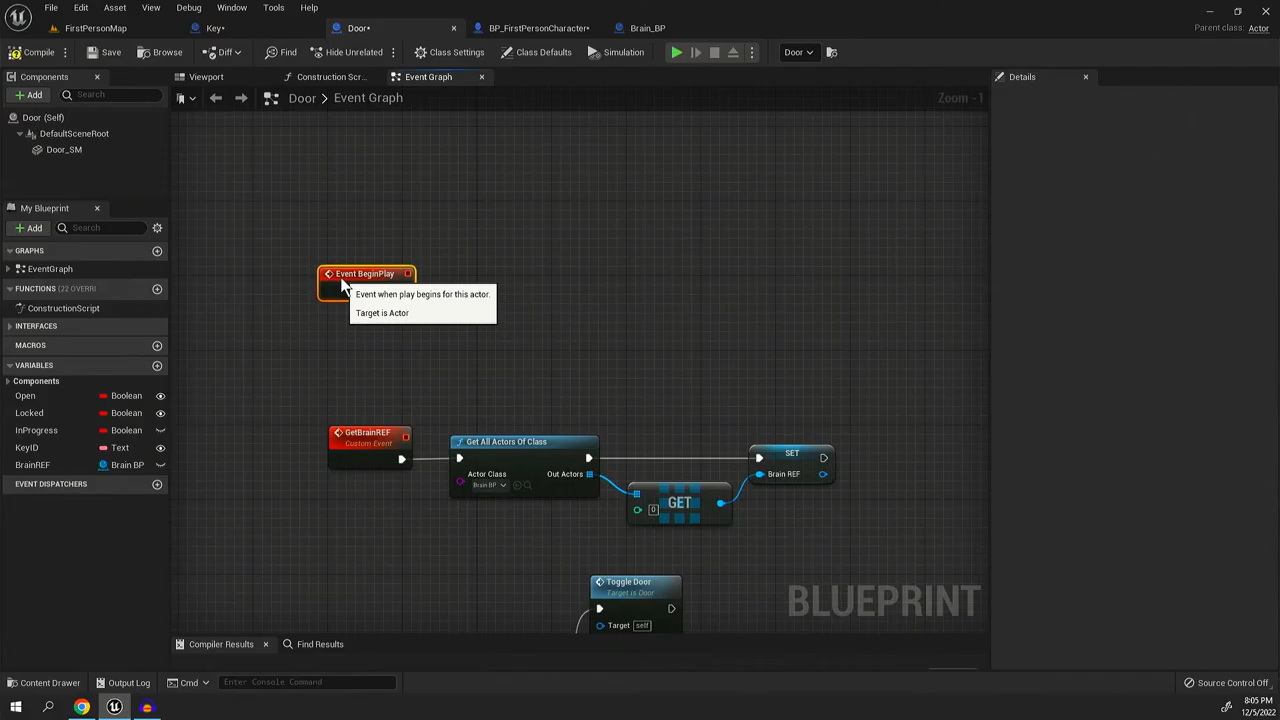 File Edit Asset View Debug Window Tools Help
FirstPersonMap Key* Door* BP_FirstPersonCharacter* Brain_BP Parent class: Actor
Compile Save Browse Diff Find Hide Unrelated Class Settings Class Defaults Simulation Door
Components Viewport Construction Scr... Event Graph Details
Add Search Door > Event Graph Zoom -1
Door (Self)
DefaultSceneRoot
Door_SM
My Blueprint
Add Search
GRAPHS
EventGraph
FUNCTIONS (22 OVERRI
ConstructionScript
INTERFACES
MACROS
VARIABLES
Components
Open Boolean
Locked Boolean
InProgress Boolean
KeyID Text
BrainREF Brain BP
EVENT DISPATCHERS
Event BeginPlay
Event when play begins for this actor.
Target is Actor
GetBrainREF
Custom Event
Get All Actors Of Class
Actor Class
Brain BP
Out Actors
GET
0
SET
Brain REF
Toggle Door
Target is Door
Target self
BLUEPRINT
Compiler Results Find Results
Content Drawer Output Log Cmd Enter Console Command Source Control Off
8:05 PM
12/5/2022